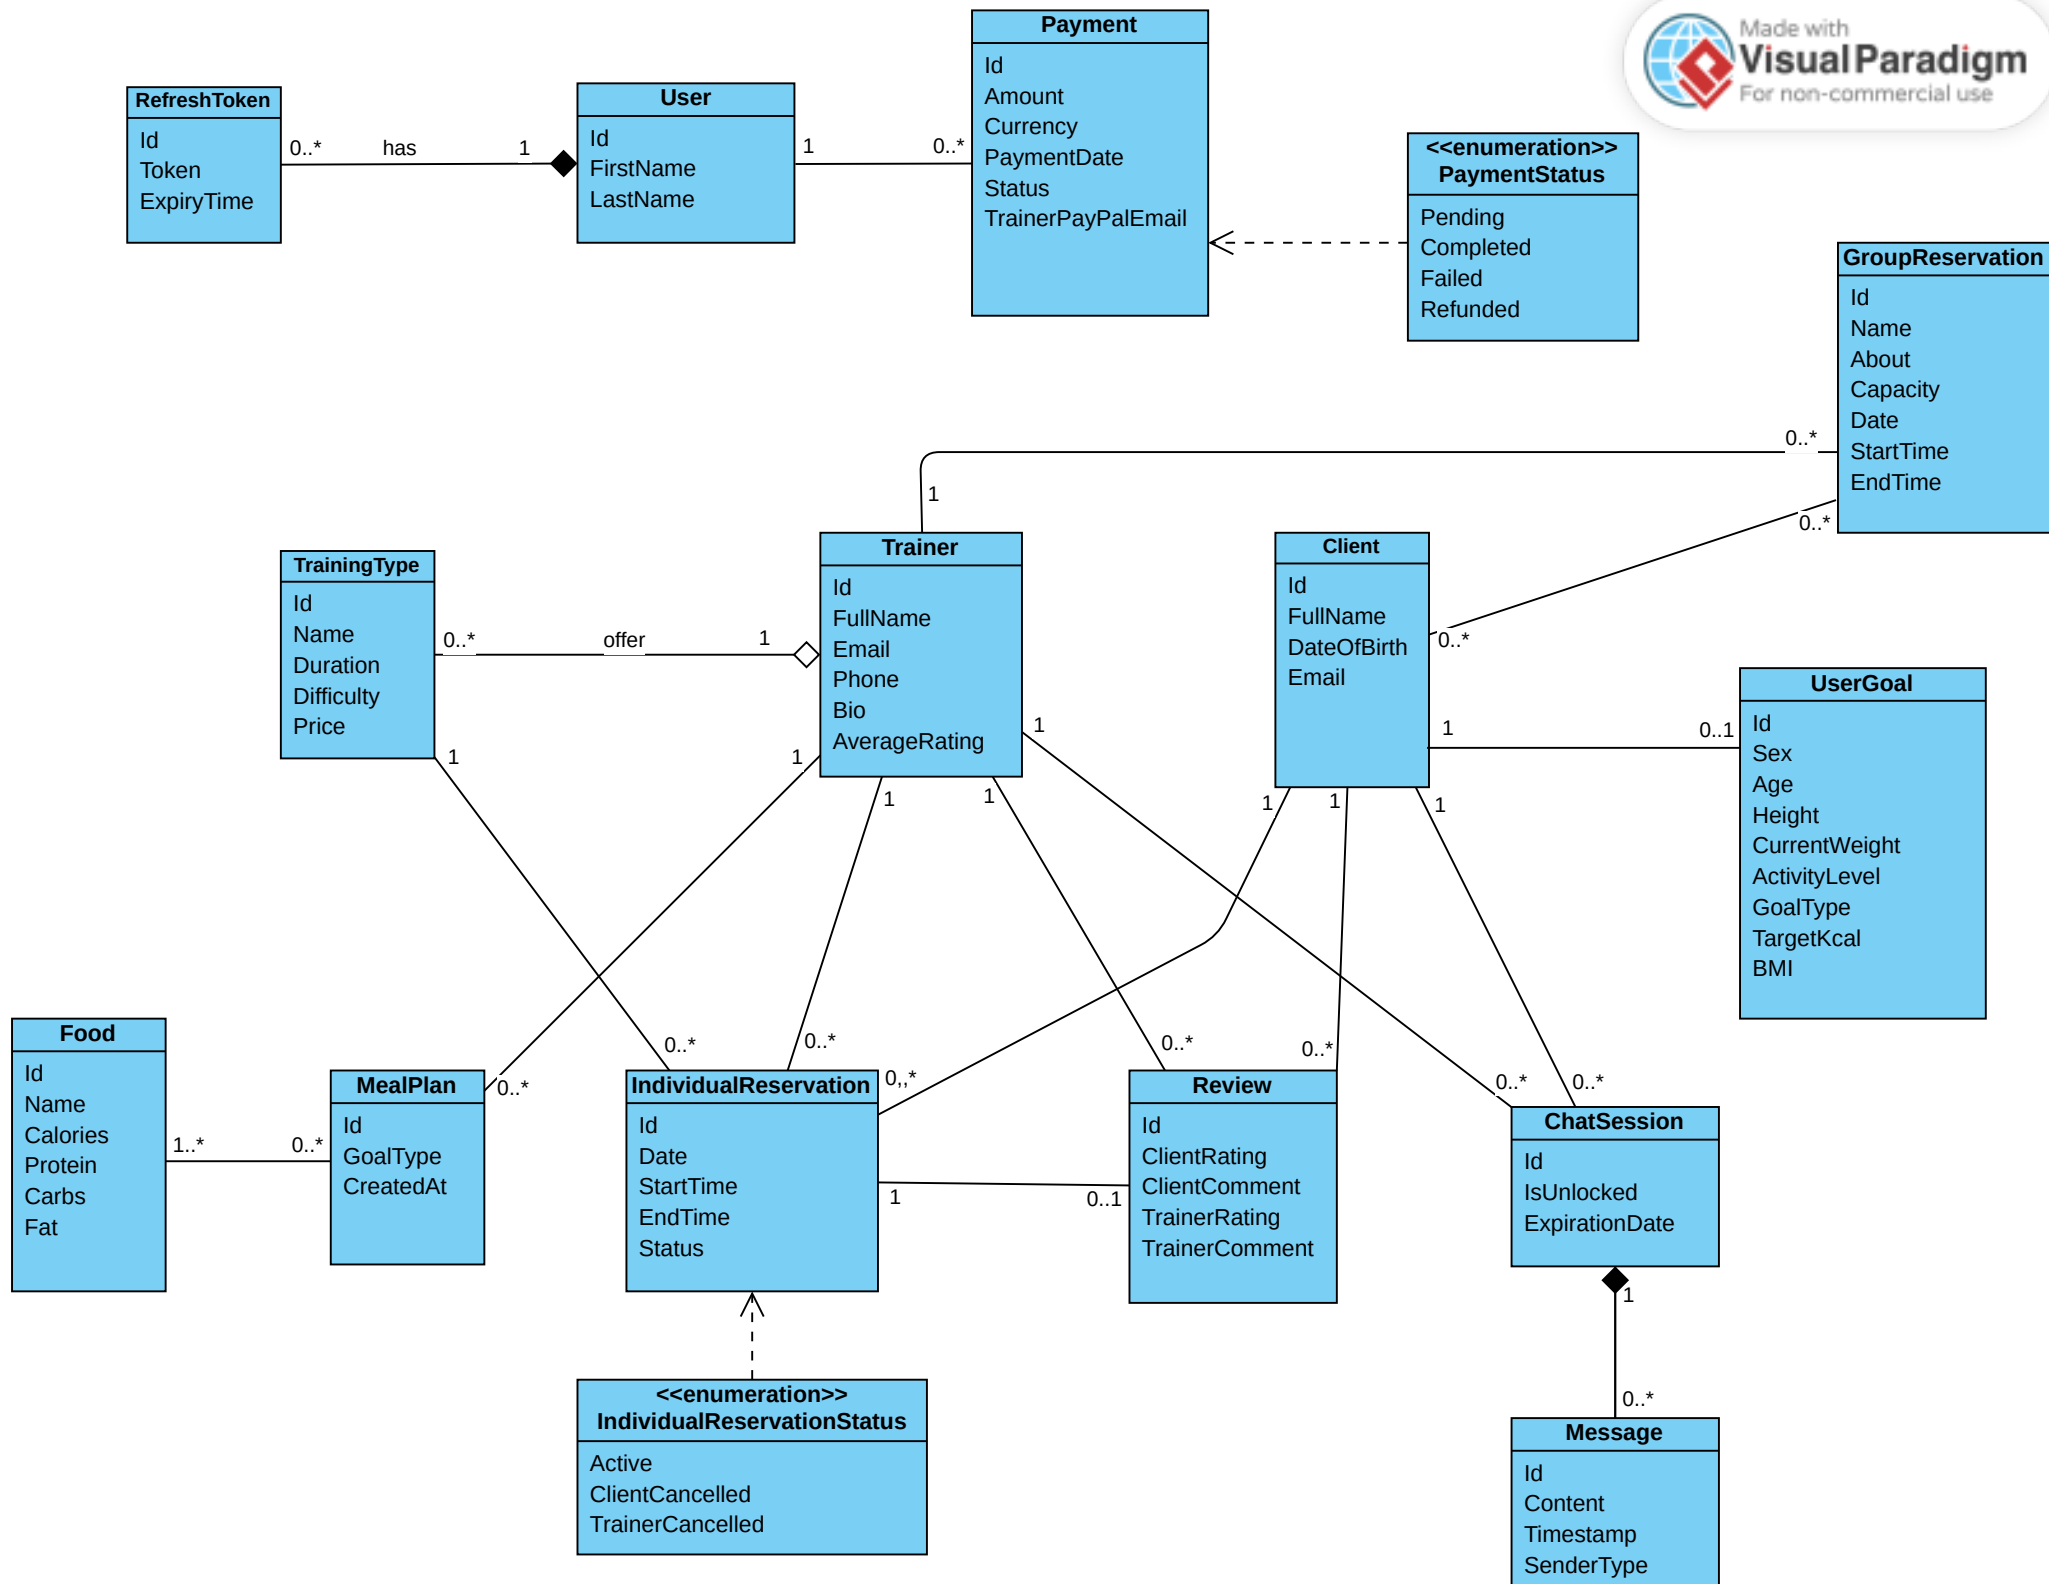 Made with
Visual Paradigm
For non-commercial use
Payment
Id
Amount
Currency
PaymentDate
Status
TrainerPayPalEmail
RefreshToken
Id
Token
ExpiryTime
0..*
has
1
User
Id
FirstName
LastName
1
0..*
<<enumeration>>
PaymentStatus
Pending
Completed
Failed
Refunded
GroupReservation
Id
Name
About
Capacity
Date
StartTime
EndTime
0..*
1
0..*
0..*
TrainingType
Id
Name
Duration
Difficulty
Price
0..*
offer
1
Trainer
Id
FullName
Email
Phone
Bio
AverageRating
Client
Id
FullName
DateOfBirth
Email
1
0..1
UserGoal
Id
Sex
Age
Height
CurrentWeight
ActivityLevel
GoalType
TargetKcal
BMI
1
1
1
1
1
1
1
1
0..*
0..*
0..*
0,,*
0..*
0..*
0..*
0..*
Food
Id
Name
Calories
Protein
Carbs
Fat
1..*
0..*
MealPlan
Id
GoalType
CreatedAt
IndividualReservation
Id
Date
StartTime
EndTime
Status
1
0..1
Review
Id
ClientRating
ClientComment
TrainerRating
TrainerComment
ChatSession
Id
IsUnlocked
ExpirationDate
1
0..*
<<enumeration>>
IndividualReservationStatus
Active
ClientCancelled
TrainerCancelled
Message
Id
Content
Timestamp
SenderType